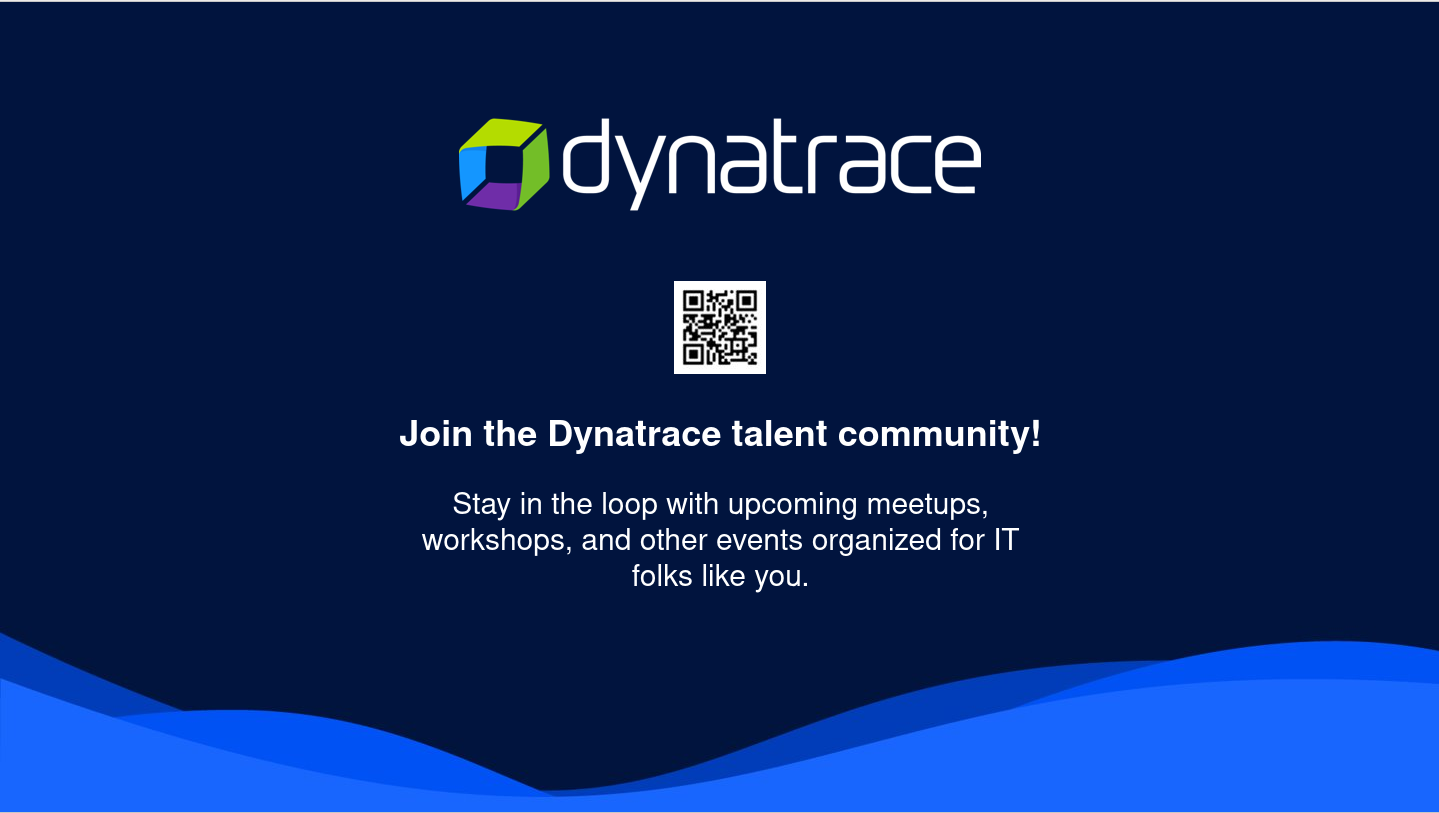 dynatrace
Join the Dynatrace talent community!
Stay in the loop with upcoming meetups,
workshops, and other events organized for IT
folks like you.